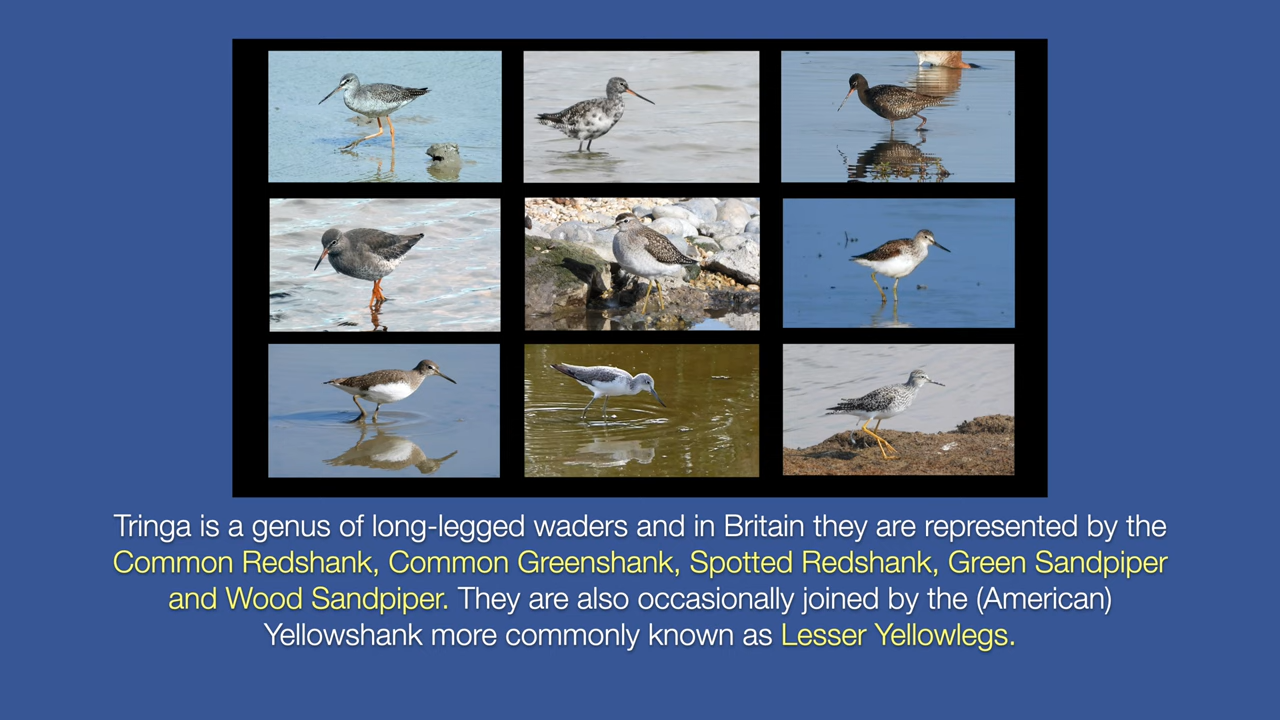 Tringa is a genus of long-legged waders and in Britain they are represented by the
Common Redshank, Common Greenshank, Spotted Redshank, Green Sandpiper
and Wood Sandpiper. They are also occasionally joined by the (American)
Yellowshank more commonly known as Lesser Yellowlegs.